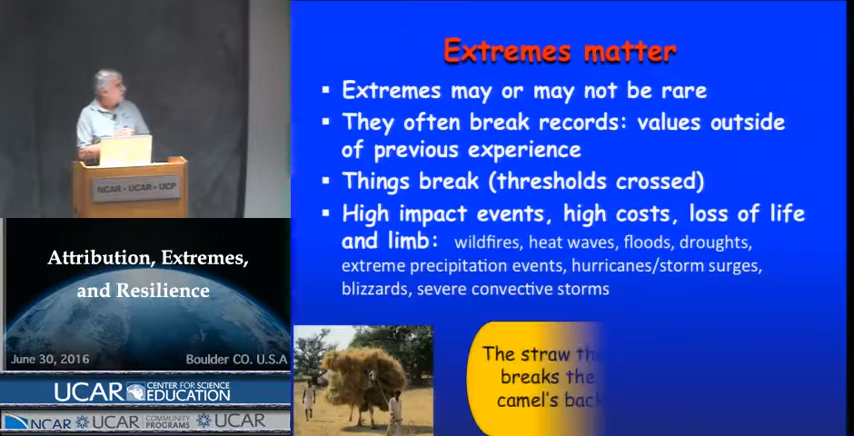 NCAR • UCAR • UCP
Attribution, Extremes,
and Resilience
June 30, 2016
Boulder CO. U.S.A
UCAR CENTER FOR SCIENCE
EDUCATION
NCAR UCAR COMMUNITY
PROGRAMS UCAR
Extremes matter
▪ Extremes may or may not be rare
▪ They often break records: values outside
of previous experience
▪ Things break (thresholds crossed)
▪ High impact events, high costs, loss of life
and limb: wildfires, heat waves, floods, droughts,
extreme precipitation events, hurricanes/storm surges,
blizzards, severe convective storms
The straw th
breaks the
camel's back